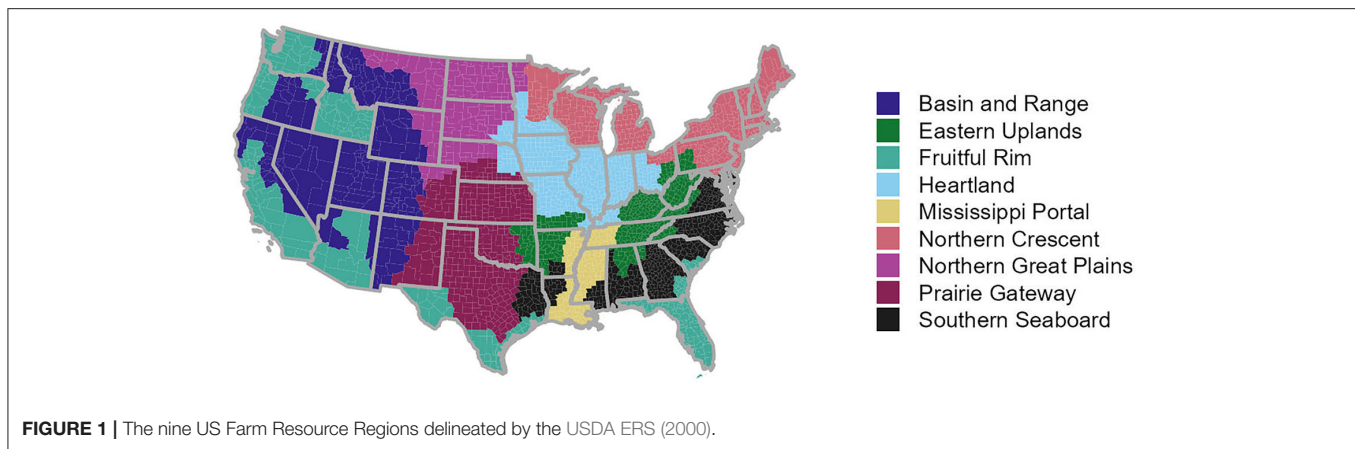 Basin and Range
Eastern Uplands
Fruitful Rim
Heartland
Mississippi Portal
Northern Crescent
Northern Great Plains
Prairie Gateway
Southern Seaboard
FIGURE 1 | The nine US Farm Resource Regions delineated by the USDA ERS (2000).